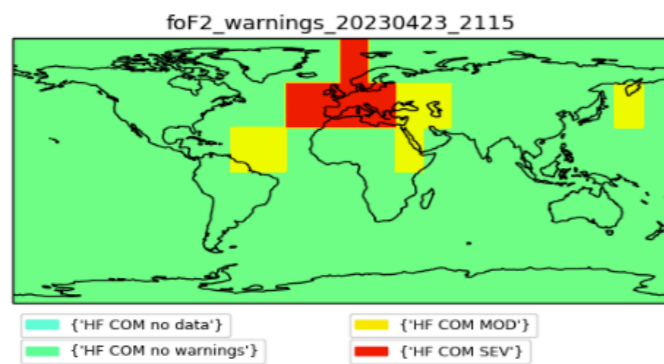 foF2_warnings_20230423_2115
{'HF COM no data'} {'HF COM MOD'}
{'HF COM no warnings'} {'HF COM SEV'}